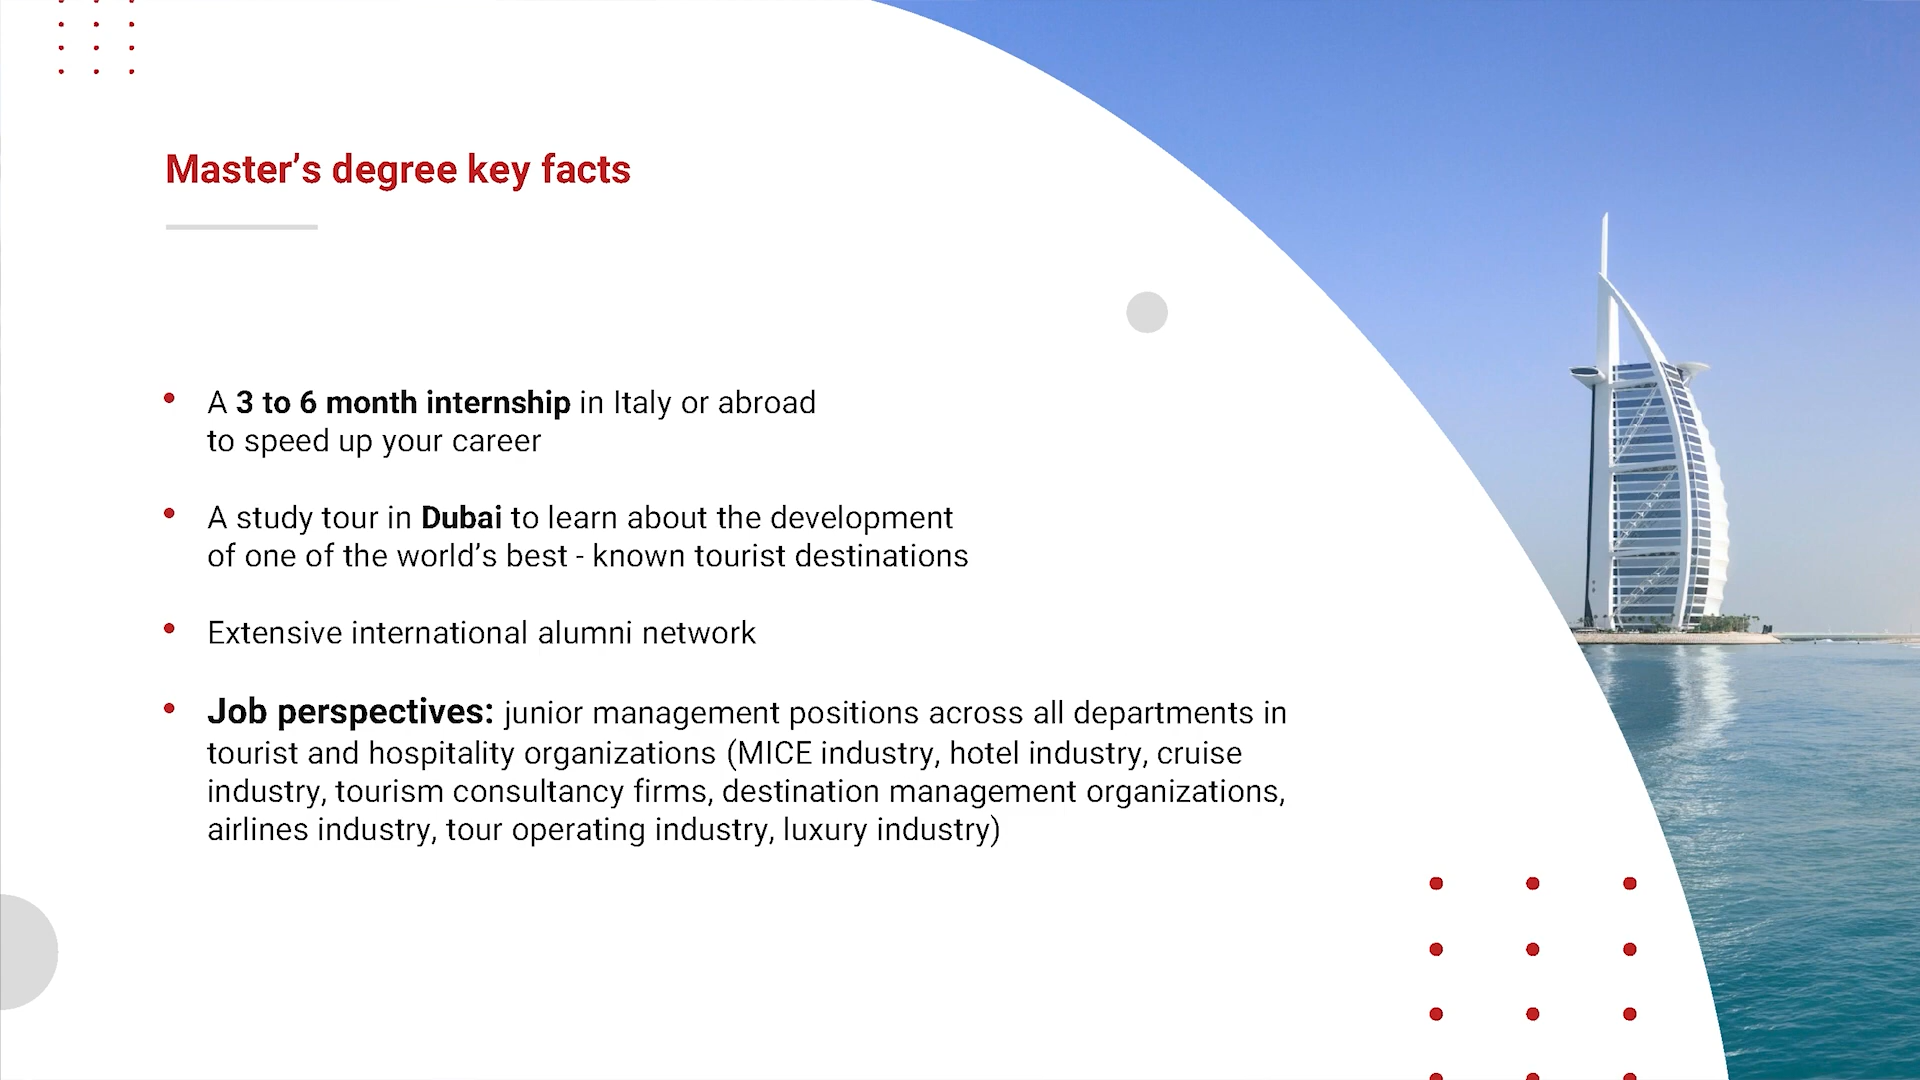 Master’s degree key facts
• A 3 to 6 month internship in Italy or abroad
to speed up your career
• A study tour in Dubai to learn about the development
of one of the world’s best - known tourist destinations
• Extensive international alumni network
• Job perspectives: junior management positions across all departments in
tourist and hospitality organizations (MICE industry, hotel industry, cruise
industry, tourism consultancy firms, destination management organizations,
airlines industry, tour operating industry, luxury industry)